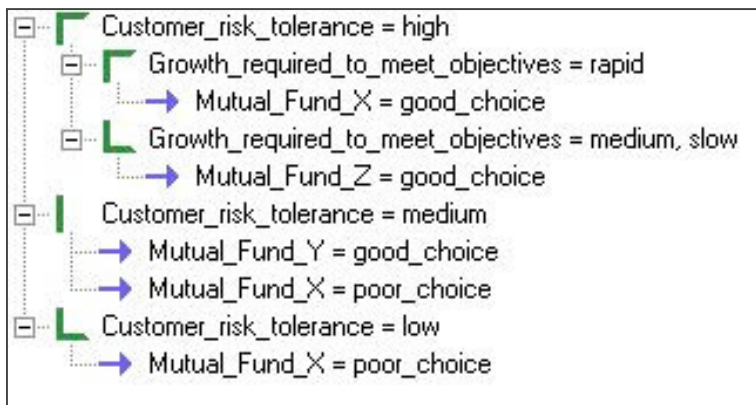 Customer_risk_tolerance = high
Growth_required_to_meet_objectives = rapid
Mutual_Fund_X = good_choice
Growth_required_to_meet_objectives = medium, slow
Mutual_Fund_Z = good_choice
Customer_risk_tolerance = medium
Mutual_Fund_Y = good_choice
Mutual_Fund_X = poor_choice
Customer_risk_tolerance = low
Mutual_Fund_X = poor_choice